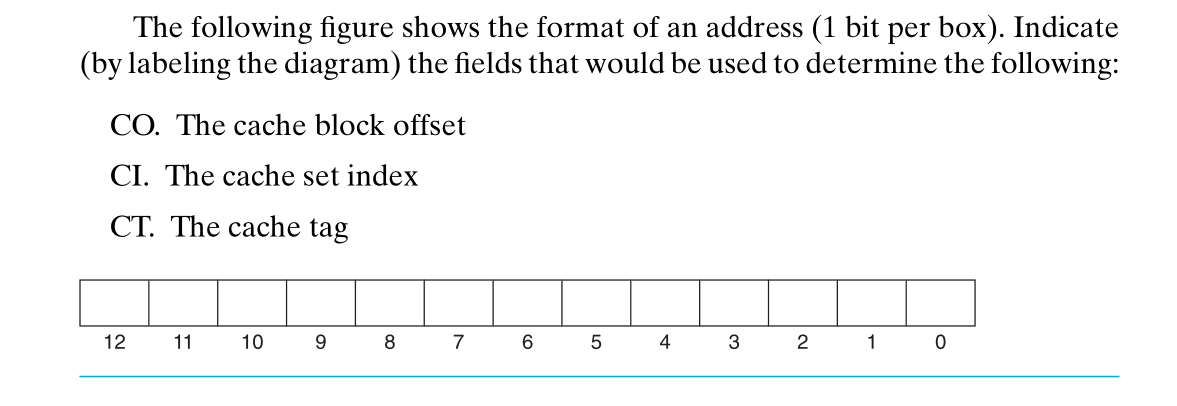 The following figure shows the format of an address (1 bit per box). Indicate
(by labeling the diagram) the fields that would be used to determine the following:
CO. The cache block offset
CI. The cache set index
CT. The cache tag
12 11 10 9 8 7 6 5 4 3 2 1 0